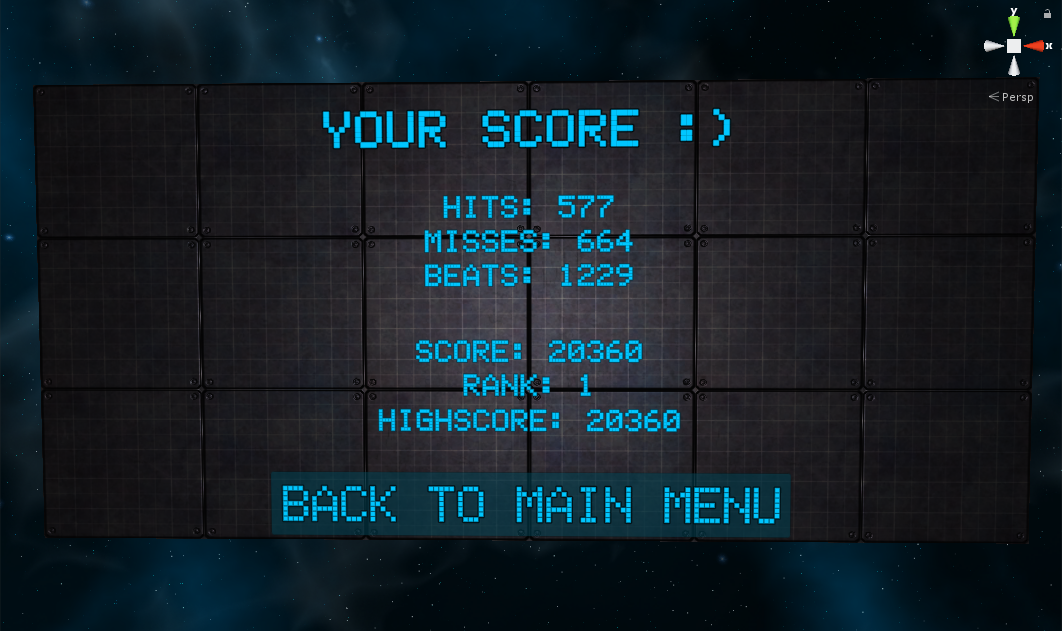 y
x
Persp
YOUR SCORE :)
HITS: 577
MISSES: 664
BEATS: 1229
SCORE: 20360
RANK: 1
HIGHSCORE: 20360
BACK TO MAIN MENU